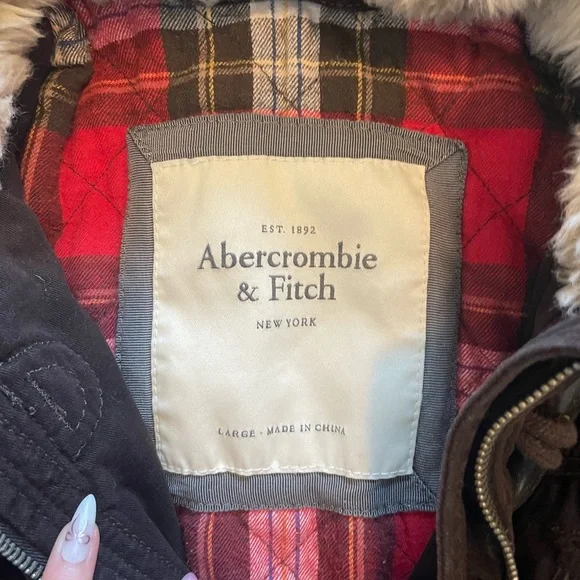 EST. 1892
Abercrombie
& Fitch
NEW YORK
LARGE - MADE IN CHINA